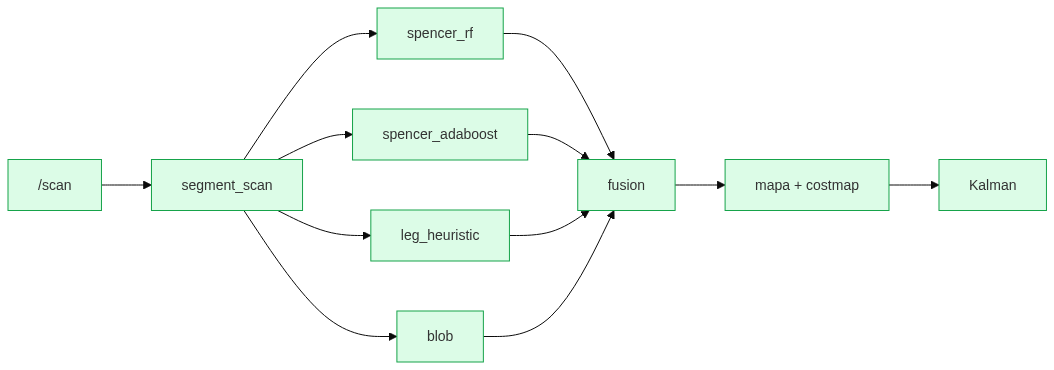 /scan
segment_scan
spencer_rf
spencer_adaboost
leg_heuristic
blob
fusion
mapa + costmap
Kalman